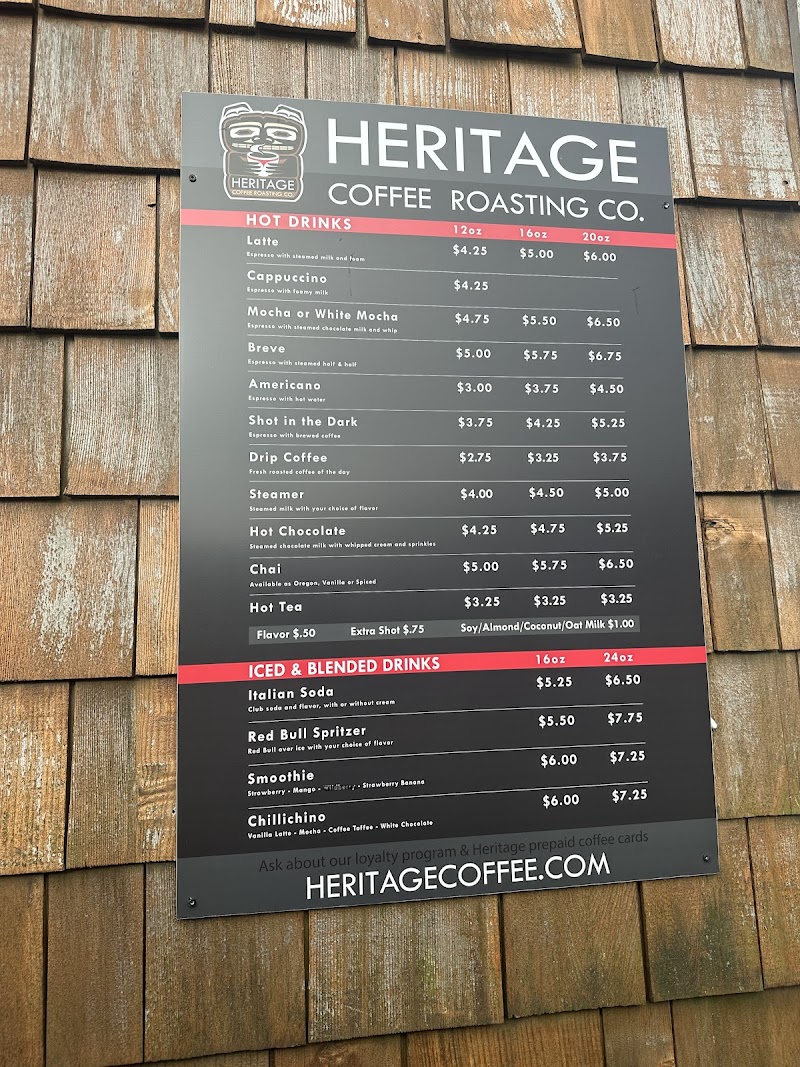 HERITAGE
COFFEE ROASTING CO.
HERITAGE
COFFEE ROASTING CO.
HOT DRINKS 12oz 16oz 20oz
Latte $4.25 $5.00 $6.00
Espresso with steamed milk and foam
Cappuccino $4.25
Espresso with foamy milk
Mocha or White Mocha $4.75 $5.50 $6.50
Espresso with steamed chocolate milk and whip
Breve $5.00 $5.75 $6.75
Espresso with steamed half & half
Americano $3.00 $3.75 $4.50
Espresso with hot water
Shot in the Dark $3.75 $4.25 $5.25
Espresso with brewed coffee
Drip Coffee $2.75 $3.25 $3.75
Fresh roasted coffee of the day
Steamer $4.00 $4.50 $5.00
Steamed milk with your choice of flavor
Hot Chocolate $4.25 $4.75 $5.25
Steamed chocolate milk with whipped cream and sprinkles
Chai $5.00 $5.75 $6.50
Available as Oregon, Vanilla or Spiced
Hot Tea $3.25 $3.25 $3.25
Flavor $.50 Extra Shot $.75 Soy/Almond/Coconut/Oat Milk $1.00
ICED & BLENDED DRINKS 16oz 24oz
Italian Soda $5.25 $6.50
Club soda and flavor, with or without cream
Red Bull Spritzer $5.50 $7.75
Red Bull over ice with your choice of flavor
Smoothie $6.00 $7.25
Strawberry - Mango - - Strawberry Banana
Chillichino $6.00 $7.25
Vanilla Latte - Mocha - Coffee Toffee - White Chocolate
Ask about our loyalty program & Heritage prepaid coffee cards
HERITAGECOFFEE.COM